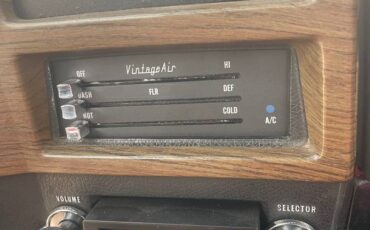 OFF VintageAir HI
DASH FLR DEF
HOT COLD
A/C
VOLUME SELECTOR